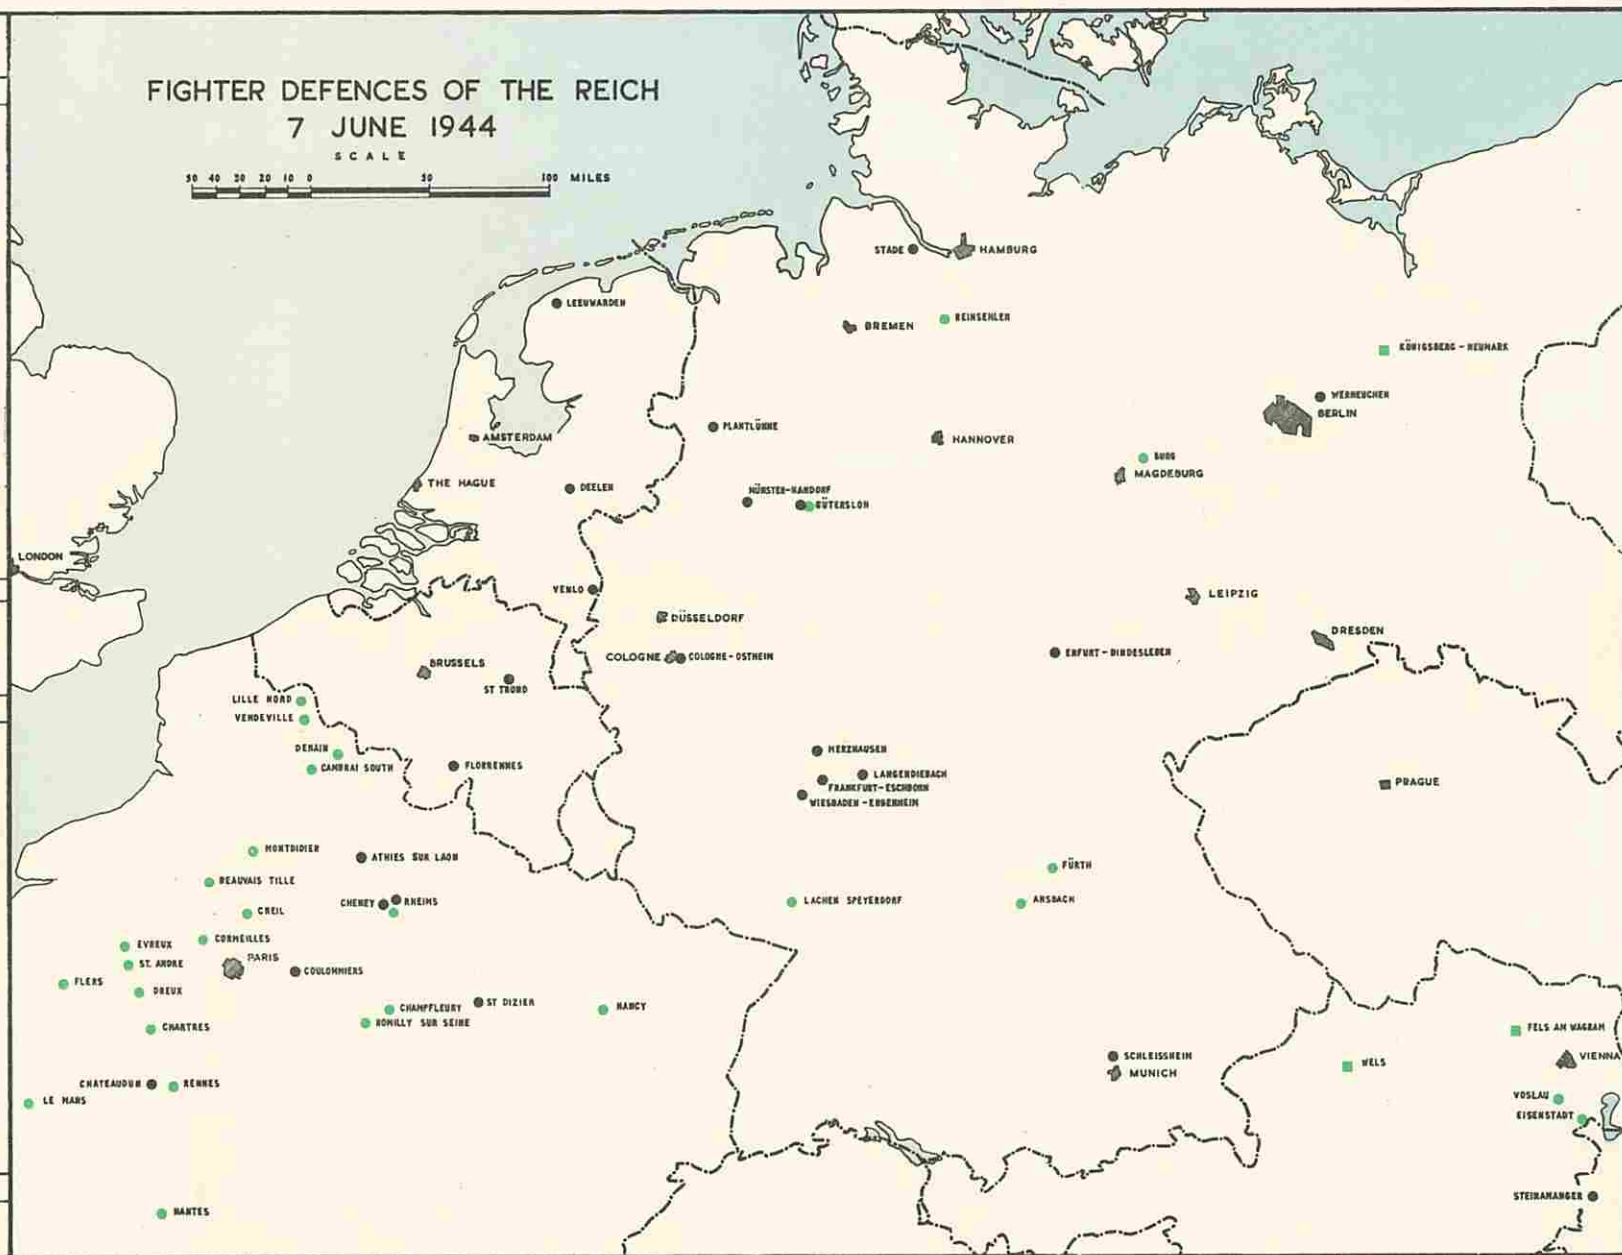 FIGHTER DEFENCES OF THE REICH
7 JUNE 1944
SCALE
50 40 30 20 10 0 50 100 MILES
STADE
HAMBURG
LEEUWARDEN
BREMEN
REINSEHLEN
KÖNIGSBERG - NEUMARK
WERNEUCHEN
BERLIN
PLANTLÜNNE
AMSTERDAM
HANNOVER
BURG
MAGDEBURG
THE HAGUE
DEELEN
MÜNSTER-HANDORF
GÜTERSLOH
LONDON
VENLO
LEIPZIG
DÜSSELDORF
DRESDEN
COLOGNE
COLOGNE-OSTHEIM
ERFURT-BINDESLEBEN
BRUSSELS
ST TROND
LILLE NORD
VENDEVILLE
DENAIN
CAMBRAI SOUTH
FLORRENNES
MERZHAUSEN
LANGENDIEBACH
FRANKFURT-ESCHBORN
WIESBADEN-ERBENHEIM
PRAGUE
MONTDIDIER
ATHIES SUR LAON
FÜRTH
BEAUVAIS TILLE
CHENEY
RHEIMS
LACHEN SPEYERDORF
ANSBACH
CREIL
CORMEILLES
EVREUX
PARIS
ST. ANDRE
COULOMMIERS
FLERS
DREUX
CHAMPFLEURY
ST DIZIER
NANCY
ROMILLY SUR SEINE
CHARTRES
FELS AM WAGRAM
SCHLEISSHEIM
VIENNA
WELS
MUNICH
CHATEAUDUN
RENNES
VOSLAU
LE MANS
EISENSTADT
STEINAMANGER
NANTES